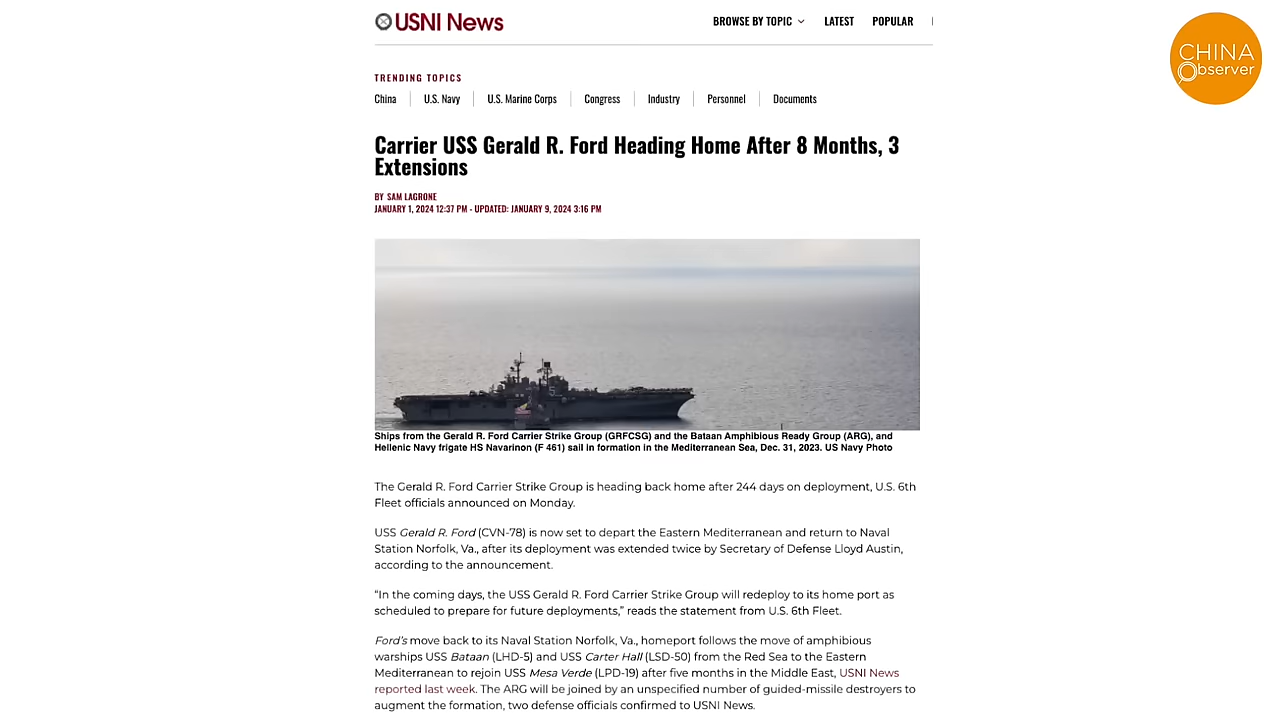 USNI News
BROWSE BY TOPIC
LATEST
POPULAR
CHINA
Observer
TRENDING TOPICS
China
U.S. Navy
U.S. Marine Corps
Congress
Industry
Personnel
Documents
Carrier USS Gerald R. Ford Heading Home After 8 Months, 3
Extensions
BY SAM LAGRONE
JANUARY 1, 2024 12:37 PM - UPDATED: JANUARY 9, 2024 3:16 PM
Ships from the Gerald R. Ford Carrier Strike Group (GRFCSG) and the Bataan Amphibious Ready Group (ARG), and
Hellenic Navy frigate HS Navarinon (F 461) sail in formation in the Mediterranean Sea, Dec. 31, 2023. US Navy Photo
The Gerald R. Ford Carrier Strike Group is heading back home after 244 days on deployment, U.S. 6th
Fleet officials announced on Monday.
USS Gerald R. Ford (CVN-78) is now set to depart the Eastern Mediterranean and return to Naval
Station Norfolk, Va., after its deployment was extended twice by Secretary of Defense Lloyd Austin,
according to the announcement.
“In the coming days, the USS Gerald R. Ford Carrier Strike Group will redeploy to its home port as
scheduled to prepare for future deployments,” reads the statement from U.S. 6th Fleet.
Ford’s move back to its Naval Station Norfolk, Va., homeport follows the move of amphibious
warships USS Bataan (LHD-5) and USS Carter Hall (LSD-50) from the Red Sea to the Eastern
Mediterranean to rejoin USS Mesa Verde (LPD-19) after five months in the Middle East, USNI News
reported last week. The ARG will be joined by an unspecified number of guided-missile destroyers to
augment the formation, two defense officials confirmed to USNI News.